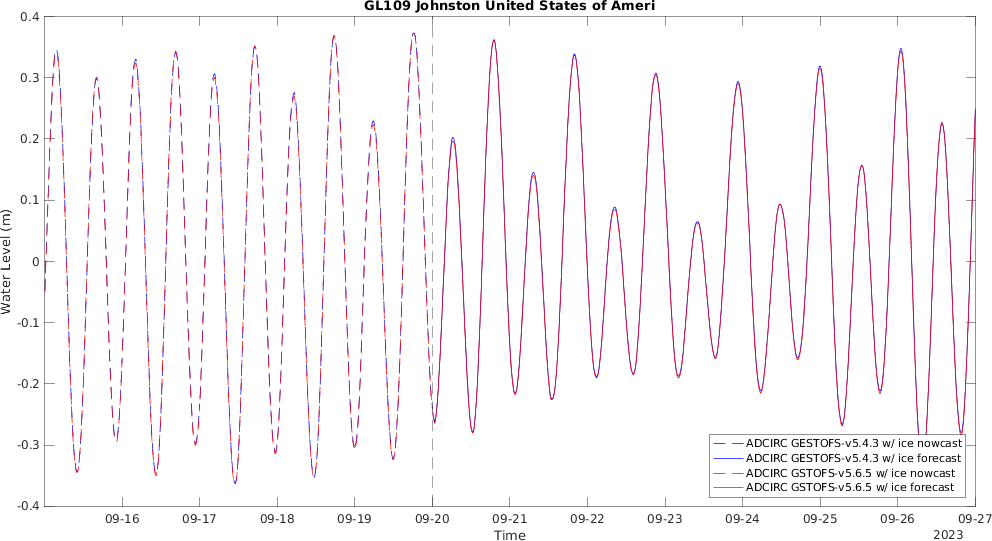 GL109 Johnston United States of Ameri
Water Level (m)
0.4
0.3
0.2
0.1
0
-0.1
-0.2
-0.3
-0.4
ADCIRC GESTOFS-v5.4.3 w/ ice nowcast
ADCIRC GESTOFS-v5.4.3 w/ ice forecast
ADCIRC GSTOFS-v5.6.5 w/ ice nowcast
ADCIRC GSTOFS-v5.6.5 w/ ice forecast
09-16 09-17 09-18 09-19 09-20 09-21 09-22 09-23 09-24 09-25 09-26 09-27
Time
2023